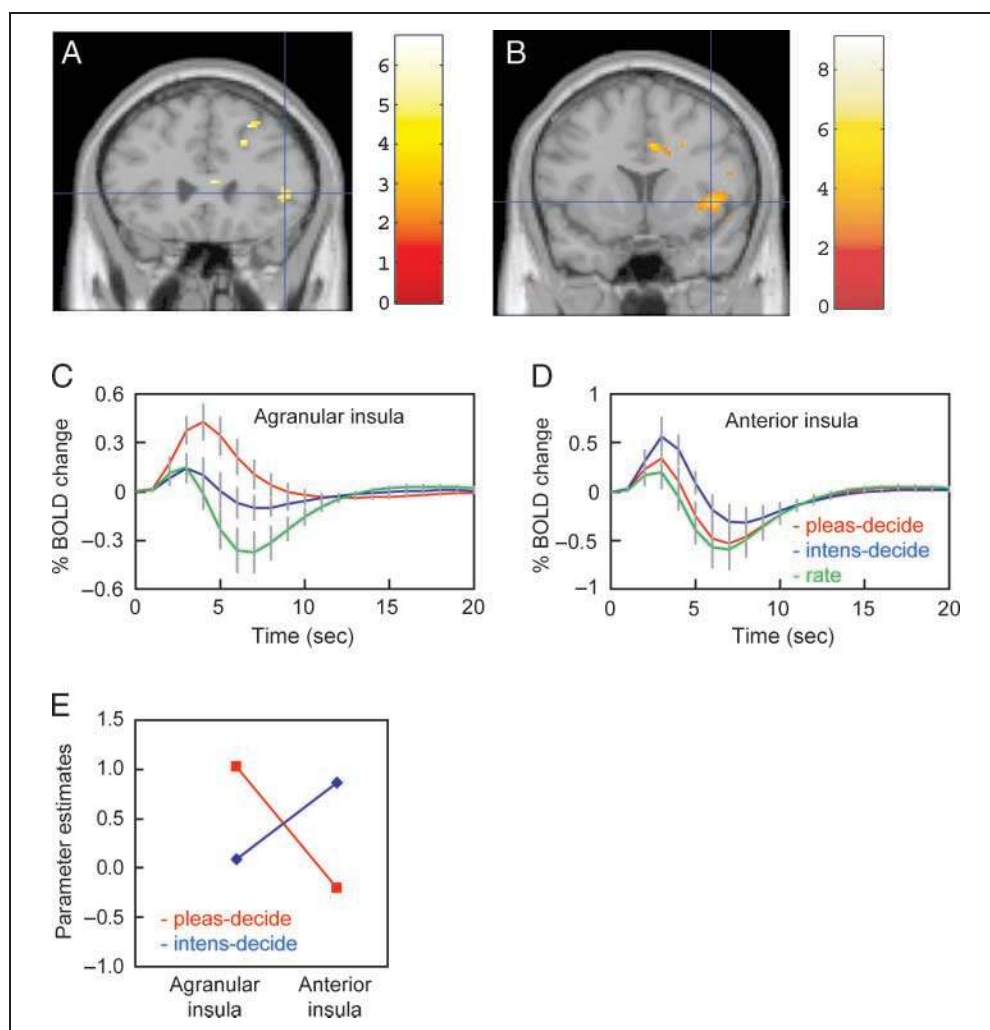 A
6
5
4
3
2
1
0
B
8
6
4
2
0
C
0.6
0.3
0
–0.3
–0.6
% BOLD change
Agranular insula
0 5 10 15 20
Time (sec)
D
1
0.5
0
–0.5
–1
% BOLD change
Anterior insula
- pleas-decide
- intens-decide
- rate
0 5 10 15 20
Time (sec)
E
1.5
1.0
0.5
0.0
–0.5
–1.0
Parameter estimates
- pleas-decide
- intens-decide
Agranular
insula
Anterior
insula